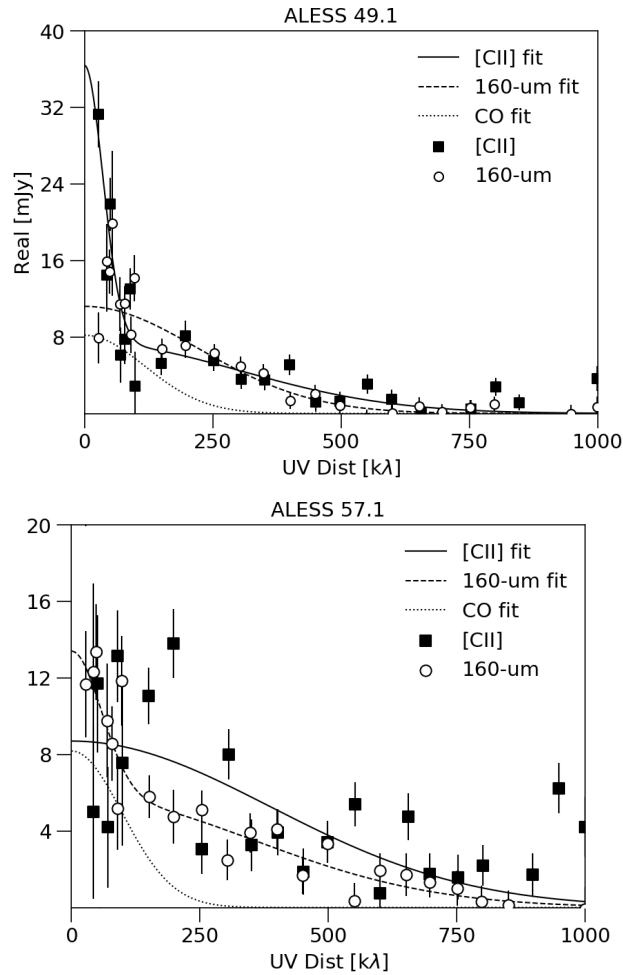 ALESS 49.1
40
32
24
16
8
Real [mJy]
[CII] fit
160-um fit
CO fit
[CII]
160-um
0 250 500 750 1000
UV Dist [kλ]
ALESS 57.1
20
16
12
8
4
[CII] fit
160-um fit
CO fit
[CII]
160-um
0 250 500 750 1000
UV Dist [kλ]